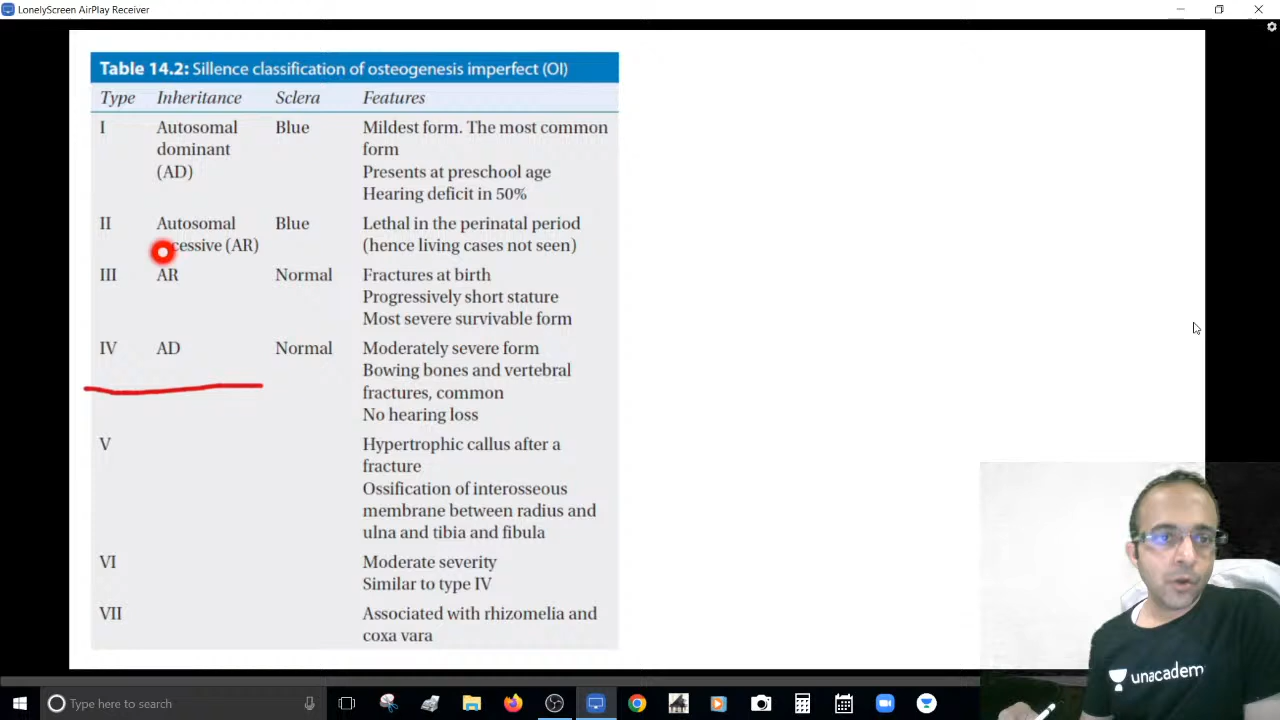 LonelyScreen AirPlay Receiver
Table 14.2: Sillence classification of osteogenesis imperfect (OI)
Type Inheritance Sclera Features
I Autosomal Blue Mildest form. The most common
dominant form
(AD) Presents at preschool age
Hearing deficit in 50%
II Autosomal Blue Lethal in the perinatal period
cessive (AR) (hence living cases not seen)
III AR Normal Fractures at birth
Progressively short stature
Most severe survivable form
IV AD Normal Moderately severe form
Bowing bones and vertebral
fractures, common
No hearing loss
V Hypertrophic callus after a
fracture
Ossification of interosseous
membrane between radius and
ulna and tibia and fibula
VI Moderate severity
Similar to type IV
VII Associated with rhizomelia and
coxa vara
unacadem
Type here to search